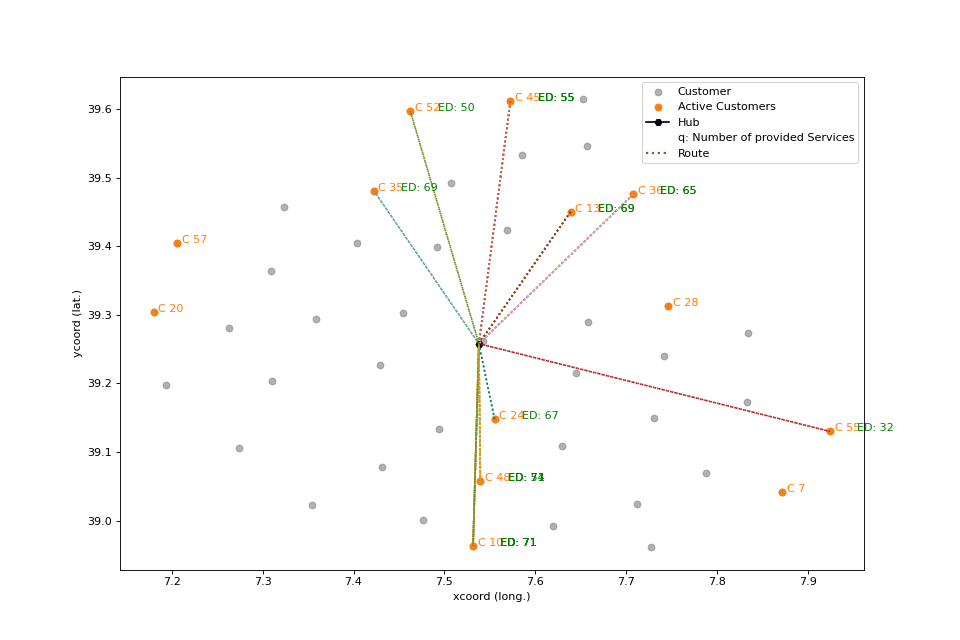 Customer
Active Customers
Hub
q: Number of provided Services
Route
C 52 ED: 50
C 45 ED: 55
C 35 ED: 69
C 36 ED: 65
C 13 ED: 69
C 57
C 20
C 28
C 24 ED: 67
C 55 ED: 32
C 48
C 7
C 10 ED: 71
39.6
39.5
39.4
39.3
39.2
39.1
39.0
ycoord (lat.)
7.2 7.3 7.4 7.5 7.6 7.7 7.8 7.9
xcoord (long.)